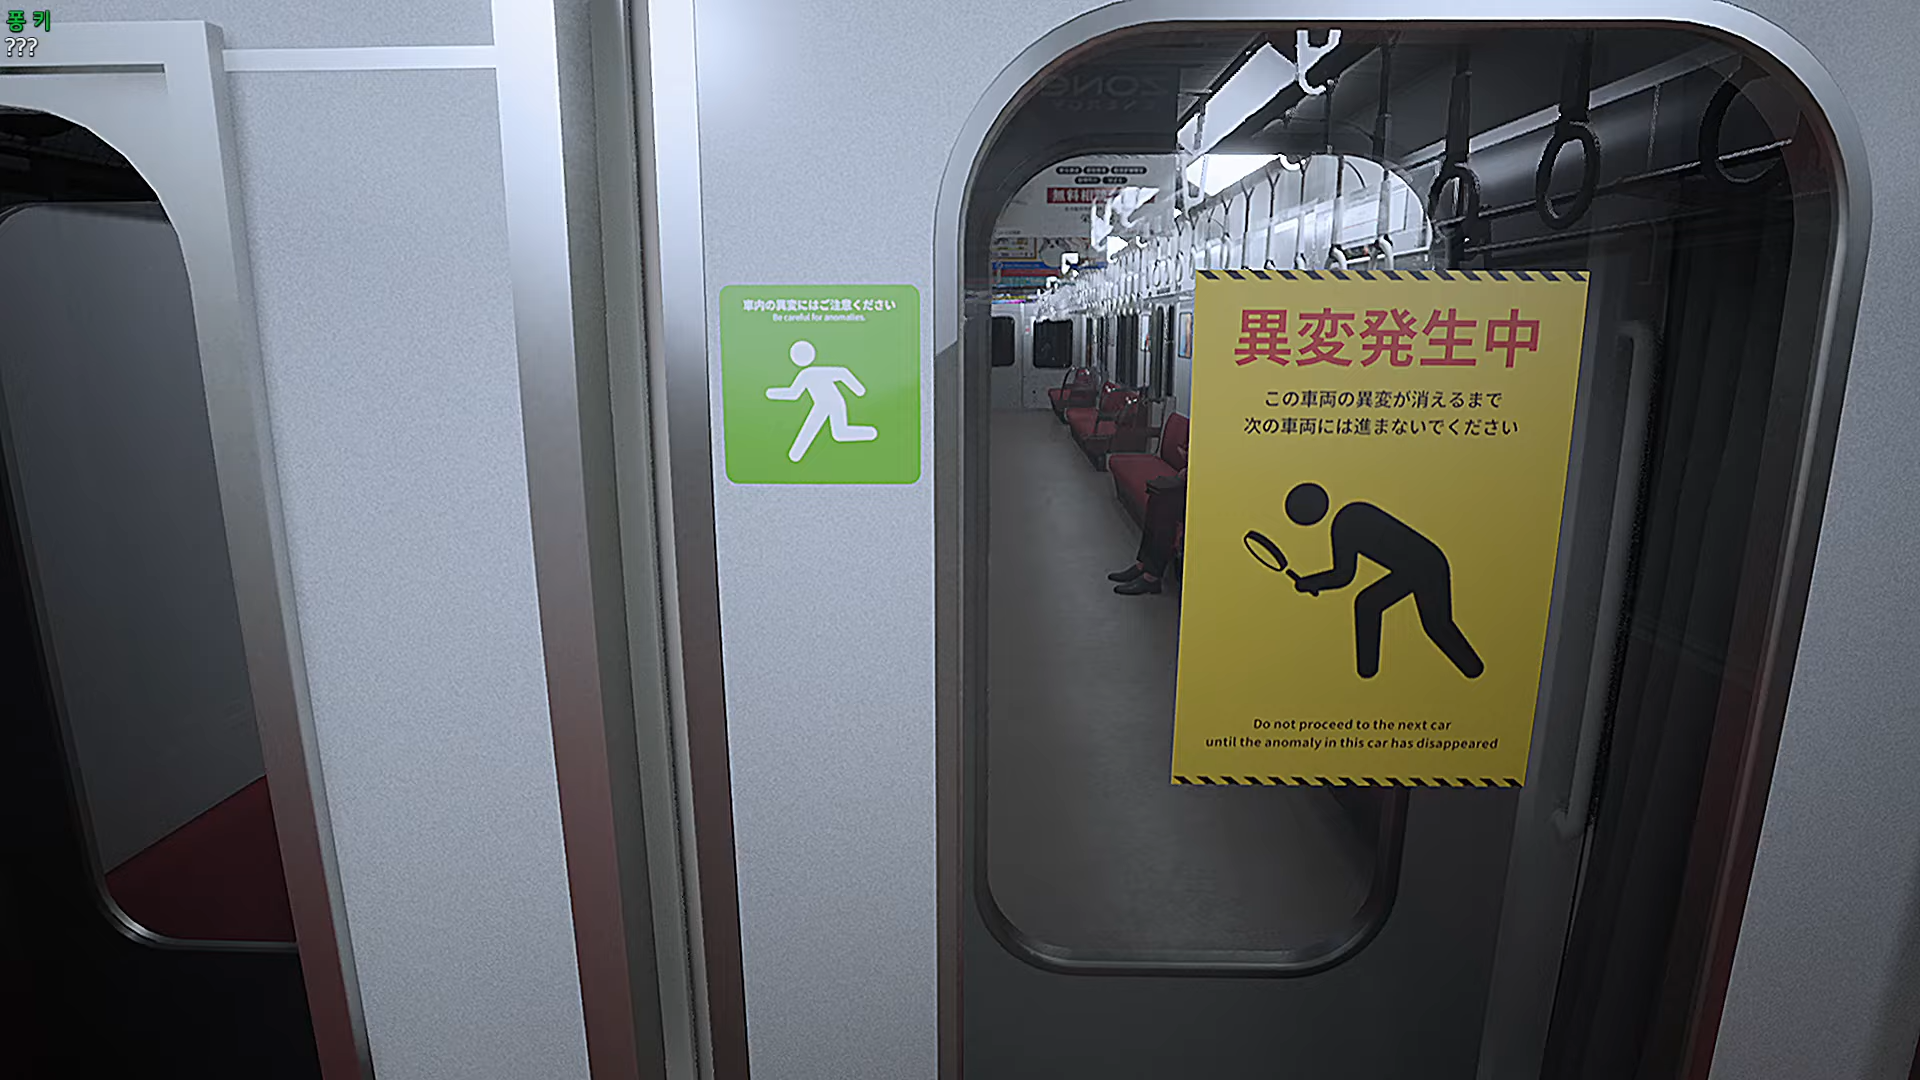 퐁키
???
車内の異変にはご注意ください
Be careful for anomalies.
ZONe
ENERGY
異変発生中
この車両の異変が消えるまで
次の車両には進まないでください
Do not proceed to the next car
until the anomaly in this car has disappeared